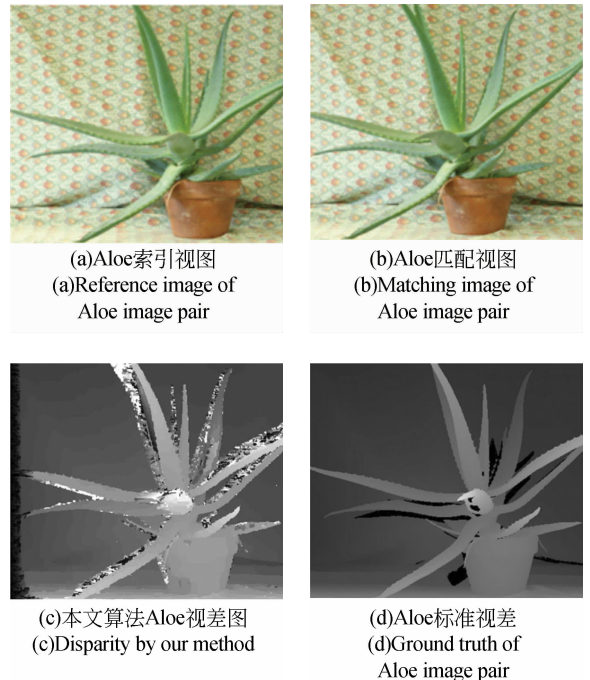 (a)Aloe索引视图
(a)Reference image of
Aloe image pair
(b)Aloe匹配视图
(b)Matching image of
Aloe image pair
(c)本文算法Aloe视差图
(c)Disparity by our method
(d)Aloe标准视差
(d)Ground truth of
Aloe image pair